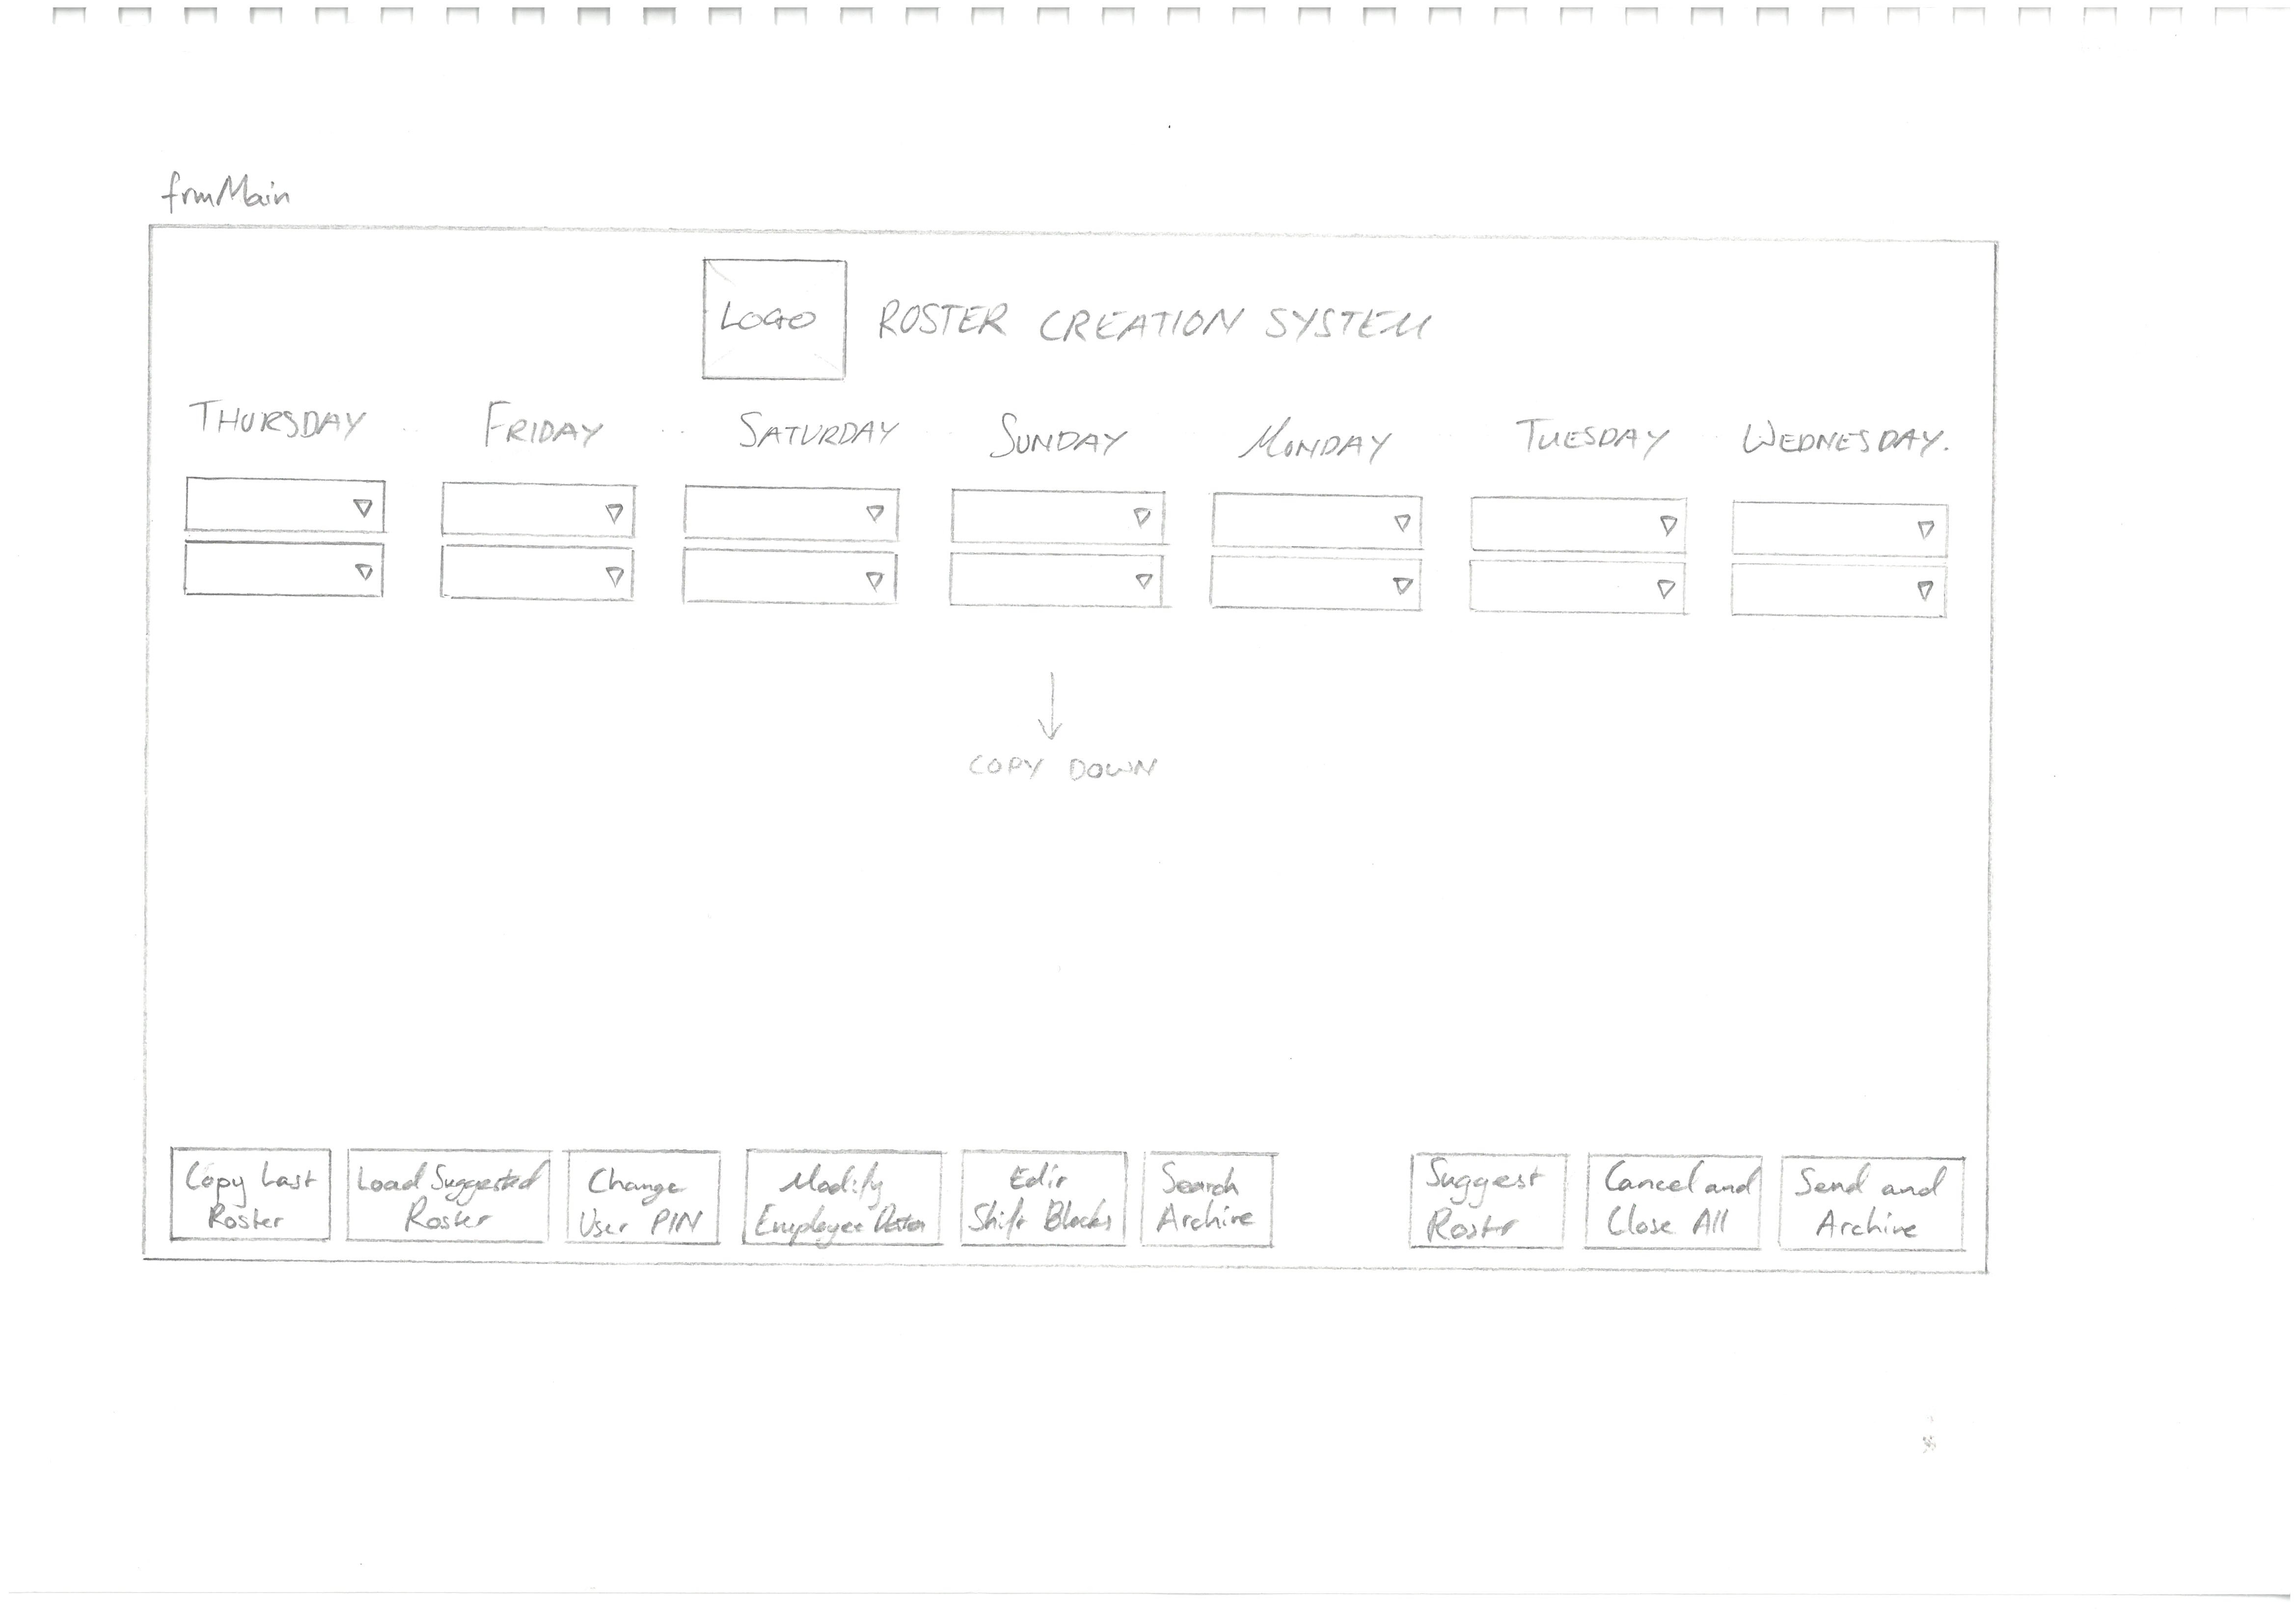 frmMain
LOGO
ROSTER CREATION SYSTEM
THURSDAY FRIDAY SATURDAY SUNDAY MONDAY TUESDAY WEDNESDAY.
COPY DOWN
Copy Last
Roster
Load Suggested
Roster
Change
User PIN
Modify
Employee Data
Edit
Shift Blocks
Search
Archive
Suggest
Roster
Cancel and
Close All
Send and
Archive